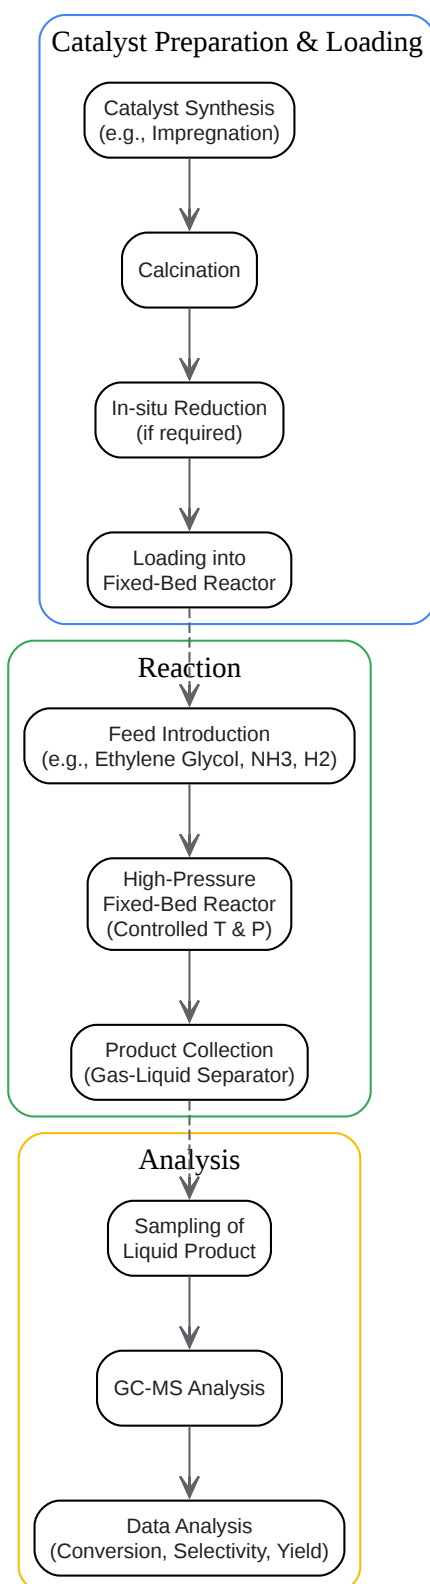 Catalyst Preparation & Loading
Catalyst Synthesis
(e.g., Impregnation)
Calcination
In-situ Reduction
(if required)
Loading into
Fixed-Bed Reactor
Reaction
Feed Introduction
(e.g., Ethylene Glycol, NH3, H2)
High-Pressure
Fixed-Bed Reactor
(Controlled T & P)
Product Collection
(Gas-Liquid Separator)
Analysis
Sampling of
Liquid Product
GC-MS Analysis
Data Analysis
(Conversion, Selectivity, Yield)